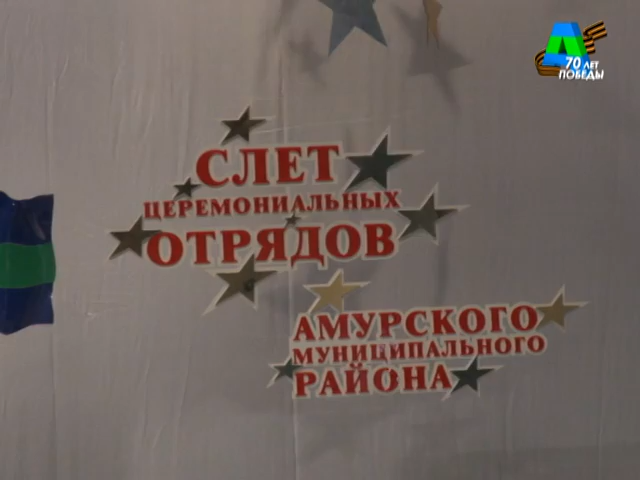 70 ЛЕТ
ПОБЕДЫ
СЛЕТ
ЦЕРЕМОНИАЛЬНЫХ
ОТРЯДОВ
АМУРСКОГО
МУНИЦИПАЛЬНОГО
РАЙОНА